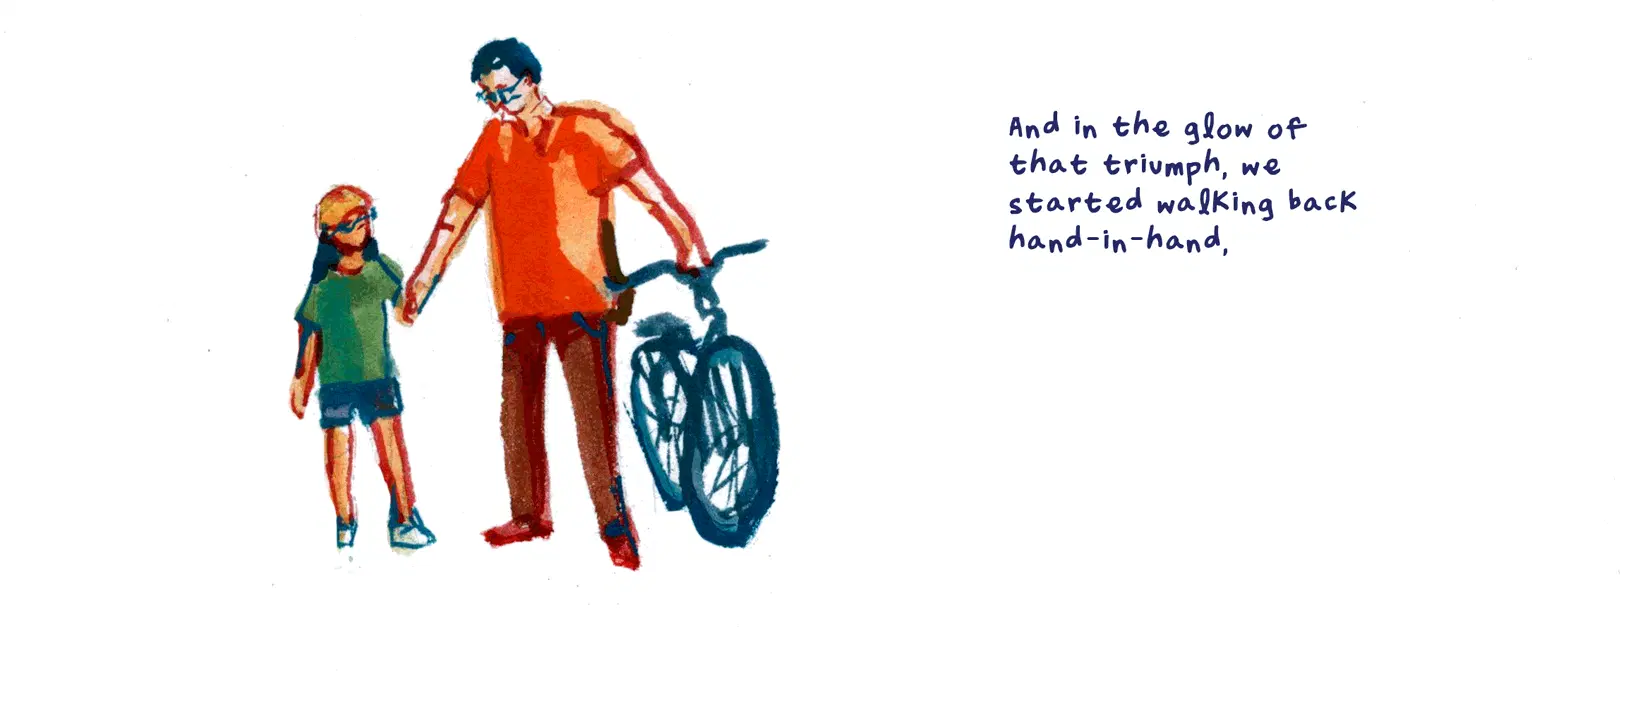 And in the glow of
that triumph, we
started walking back
hand-in-hand,